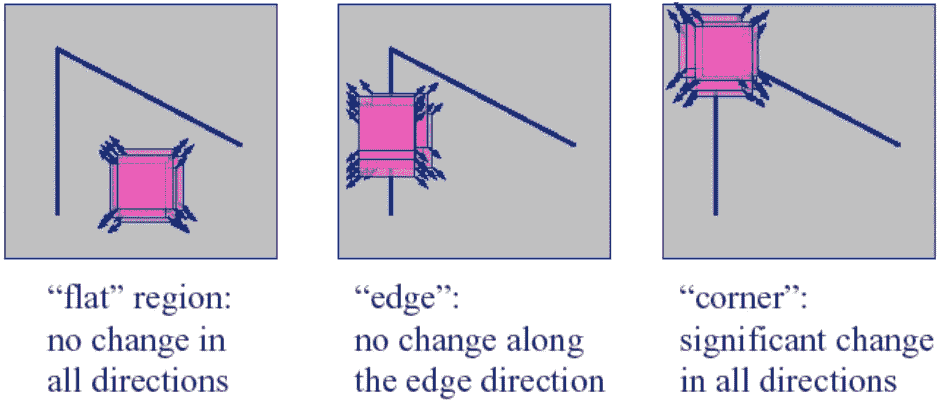 “flat” region:
no change in
all directions
“edge”:
no change along
the edge direction
“corner”:
significant change
in all directions